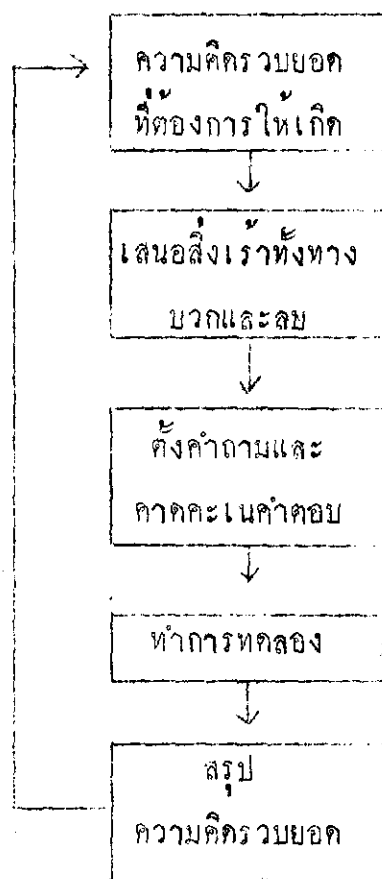 ความคิดรวบยอด
ที่ต้องการให้เกิด
เสนอสิ่งเร้าทั้งทาง
บวกและลบ
ตั้งคำถามและ
คาดคะเนคำตอบ
ทำการทดลอง
สรุป
ความคิดรวบยอด